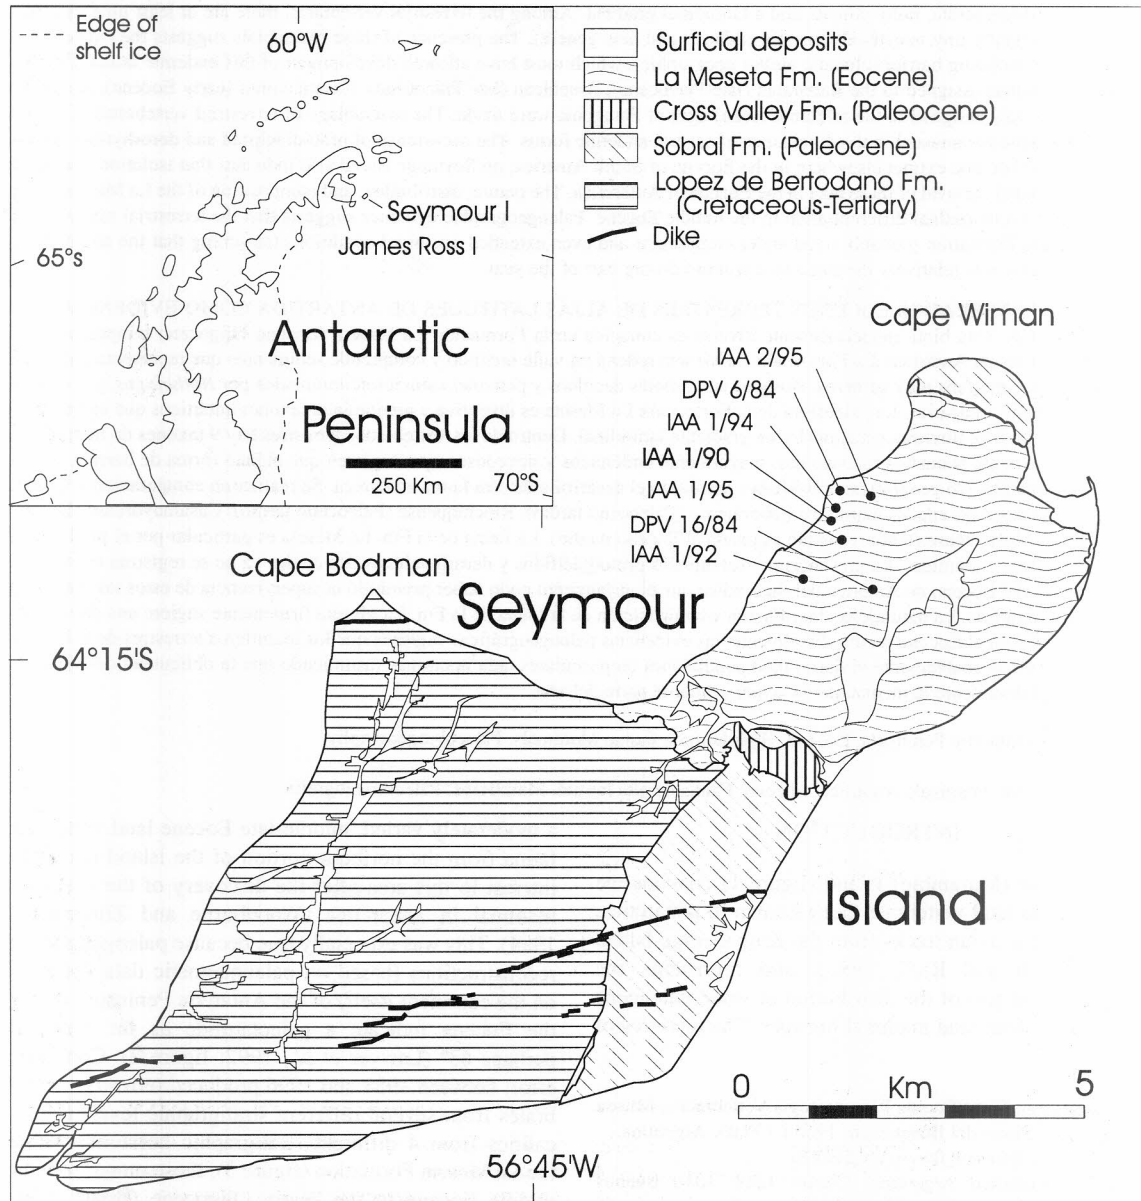 Edge of
shelf ice
60°W
Seymour I
James Ross I
65°s
Antarctic
Peninsula
250 Km
70°S
Surficial deposits
La Meseta Fm. (Eocene)
Cross Valley Fm. (Paleocene)
Sobral Fm. (Paleocene)
Lopez de Bertodano Fm.
(Cretaceous-Tertiary)
Dike
Cape Wiman
IAA 2/95
DPV 6/84
IAA 1/94
IAA 1/90
IAA 1/95
DPV 16/84
IAA 1/92
Cape Bodman
Seymour
64°15'S
Island
0 Km 5
56°45'W